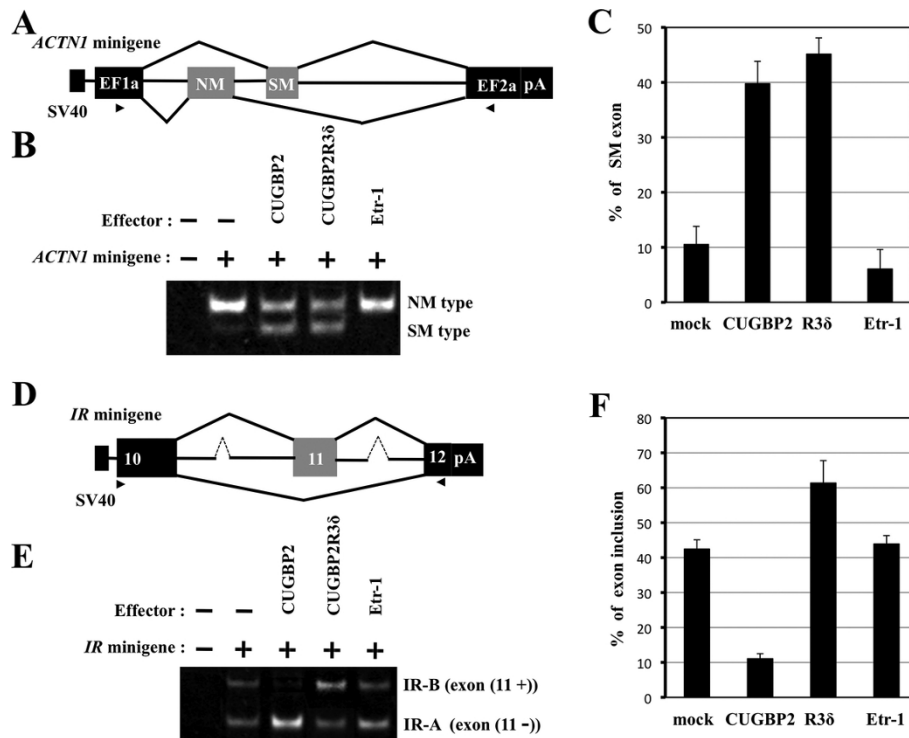 A
ACTN1 minigene
EF1a
NM
SM
EF2a
pA
SV40
B
CUGBP2
CUGBP2R3δ
Etr-1
Effector : − −
ACTN1 minigene : − + + + +
NM type
SM type
C
% of SM exon
50
40
30
20
10
0
mock CUGBP2 R3δ Etr-1
D
IR minigene
10
11
12
pA
SV40
E
CUGBP2
CUGBP2R3δ
Etr-1
Effector : − −
IR minigene : − + + + +
IR-B (exon (11 +))
IR-A (exon (11 −))
F
% of exon inclusion
80
70
60
50
40
30
20
10
0
mock CUGBP2 R3δ Etr-1